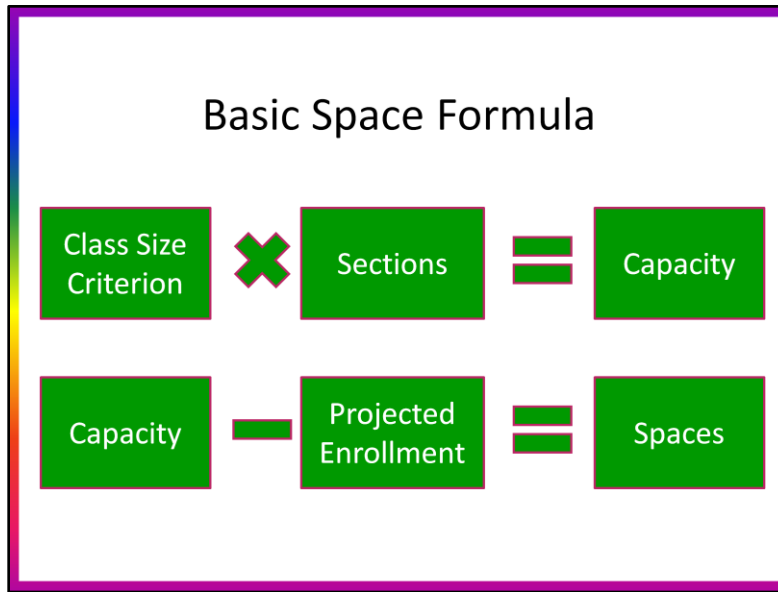 Basic Space Formula
Class Size
Criterion
Sections
Capacity
Capacity
Projected
Enrollment
Spaces